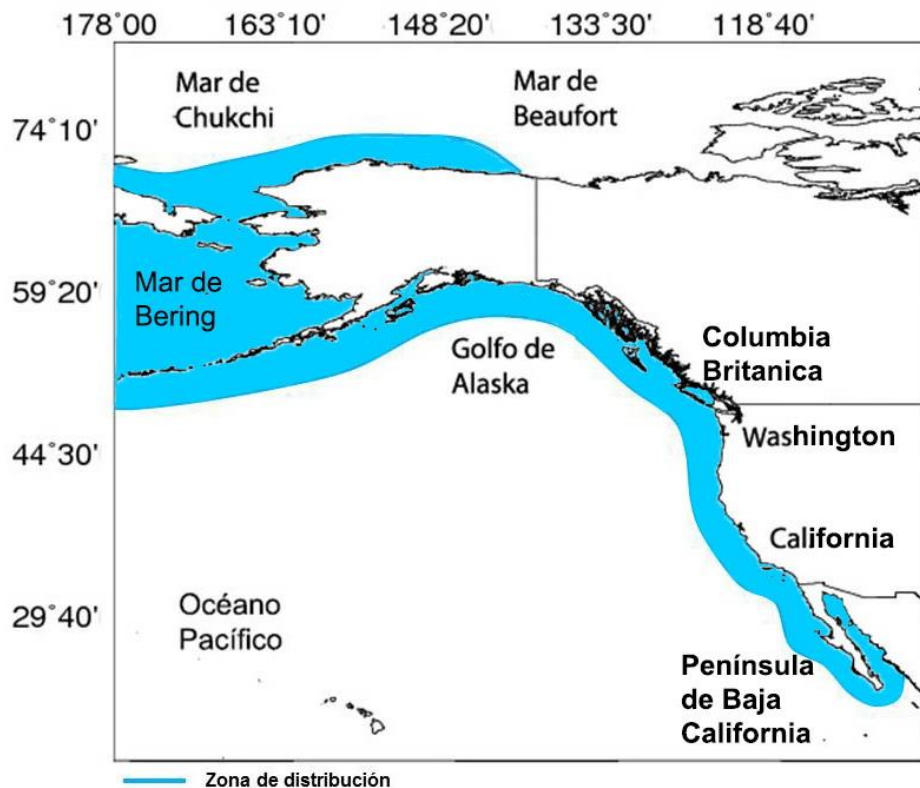 178°00 163°10 148°20 133°30 118°40
Mar de
Chukchi
Mar de
Beaufort
74°10'
59°20'
Mar de
Bering
Golfo de
Alaska
Columbia
Britanica
44°30'
Washington
California
29°40'
Océano
Pacífico
Península
de Baja
California
Zona de distribución